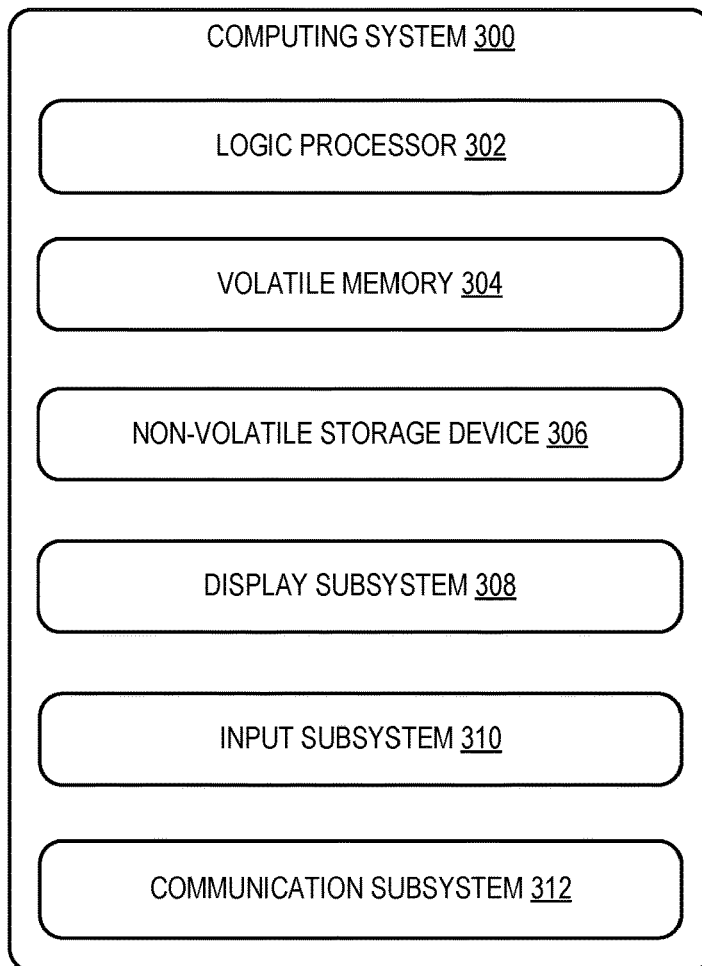 COMPUTING SYSTEM 300
LOGIC PROCESSOR 302
VOLATILE MEMORY 304
NON-VOLATILE STORAGE DEVICE 306
DISPLAY SUBSYSTEM 308
INPUT SUBSYSTEM 310
COMMUNICATION SUBSYSTEM 312